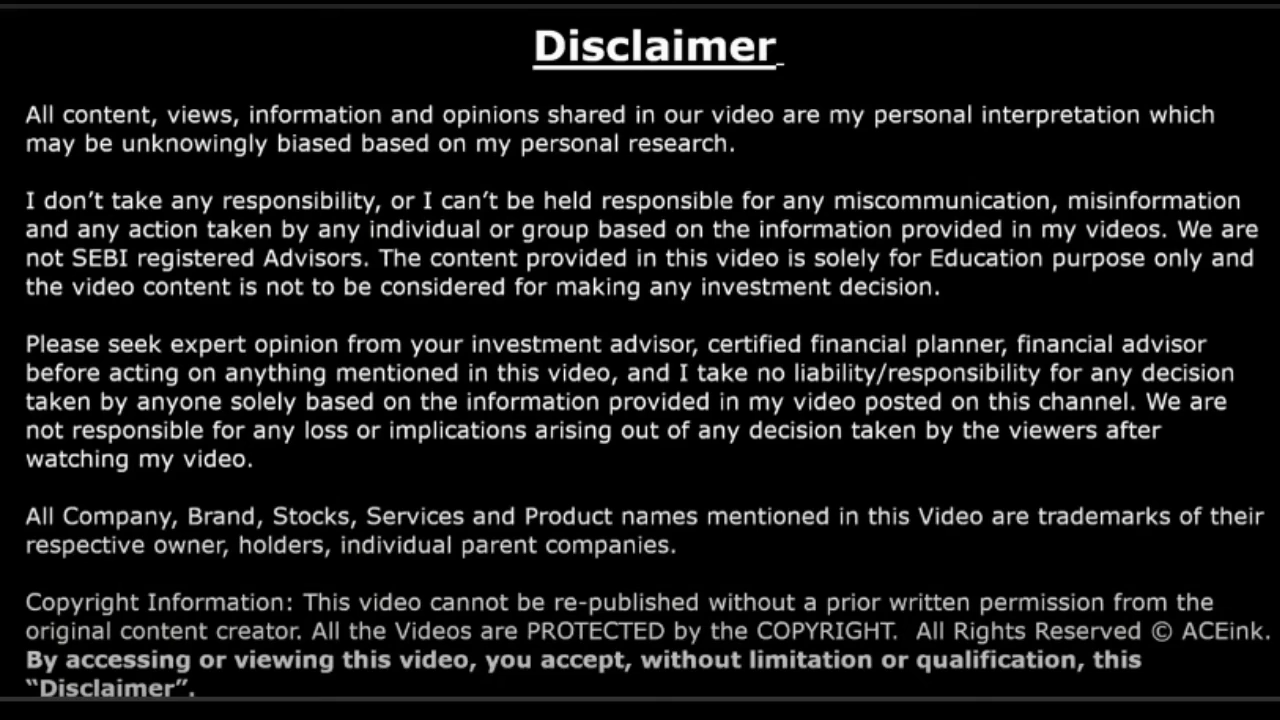 Disclaimer
All content, views, information and opinions shared in our video are my personal interpretation which
may be unknowingly biased based on my personal research.
I don’t take any responsibility, or I can’t be held responsible for any miscommunication, misinformation
and any action taken by any individual or group based on the information provided in my videos. We are
not SEBI registered Advisors. The content provided in this video is solely for Education purpose only and
the video content is not to be considered for making any investment decision.
Please seek expert opinion from your investment advisor, certified financial planner, financial advisor
before acting on anything mentioned in this video, and I take no liability/responsibility for any decision
taken by anyone solely based on the information provided in my video posted on this channel. We are
not responsible for any loss or implications arising out of any decision taken by the viewers after
watching my video.
All Company, Brand, Stocks, Services and Product names mentioned in this Video are trademarks of their
respective owner, holders, individual parent companies.
Copyright Information: This video cannot be re-published without a prior written permission from the
original content creator. All the Videos are PROTECTED by the COPYRIGHT.  All Rights Reserved © ACEink.
By accessing or viewing this video, you accept, without limitation or qualification, this
“Disclaimer”.